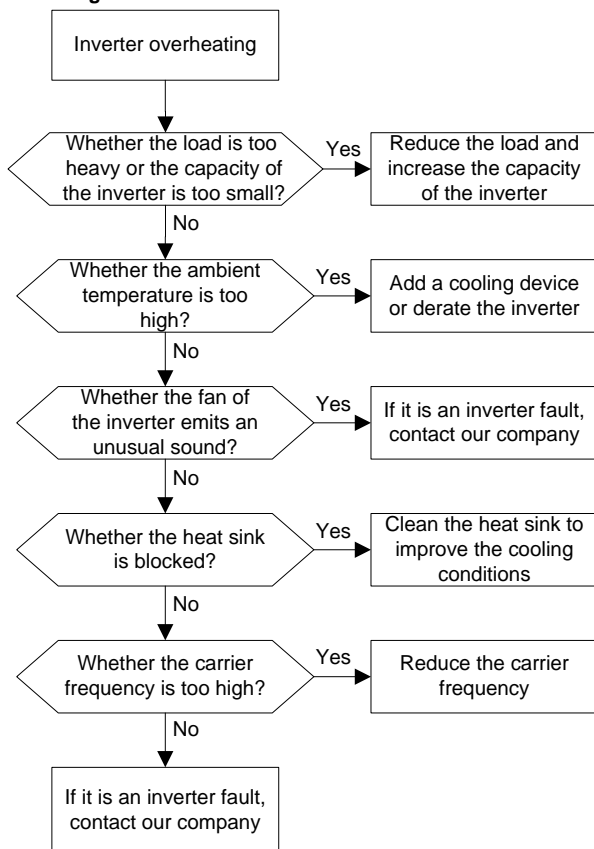 Inverter overheating
Whether the load is too
heavy or the capacity of
the inverter is too small?
Yes
Reduce the load and
increase the capacity
of the inverter
No
Whether the ambient
temperature is too
high?
Yes
Add a cooling device
or derate the inverter
No
Whether the fan of
the inverter emits an
unusual sound?
Yes
If it is an inverter fault,
contact our company
No
Whether the heat sink
is blocked?
Yes
Clean the heat sink to
improve the cooling
conditions
No
Whether the carrier
frequency is too high?
Yes
Reduce the carrier
frequency
No
If it is an inverter fault,
contact our company